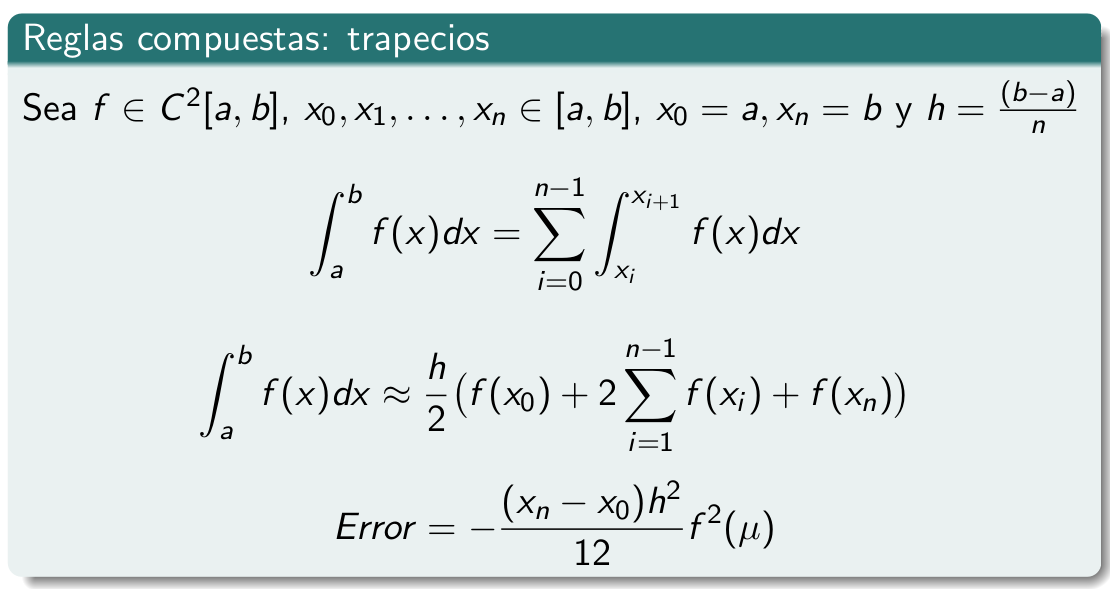 Reglas compuestas: trapecios
Sea $f \in C^2[a, b]$, $x_0, x_1, \ldots, x_n \in [a, b]$, $x_0 = a, x_n = b$ y $h = \frac{(b-a)}{n}$
$\int_a^b f(x)dx = \sum_{i=0}^{n-1} \int_{x_i}^{x_{i+1}} f(x)dx$
$\int_a^b f(x)dx \approx \frac{h}{2}\big(f(x_0) + 2\sum_{i=1}^{n-1} f(x_i) + f(x_n)\big)$
$Error = -\frac{(x_n - x_0)h^2}{12} f^2(\mu)$